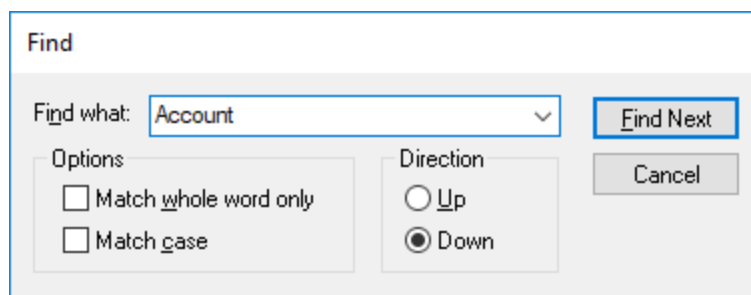 Find
Find what: Account
Find Next
Options
Direction
Cancel
Match whole word only
Up
Match case
Down